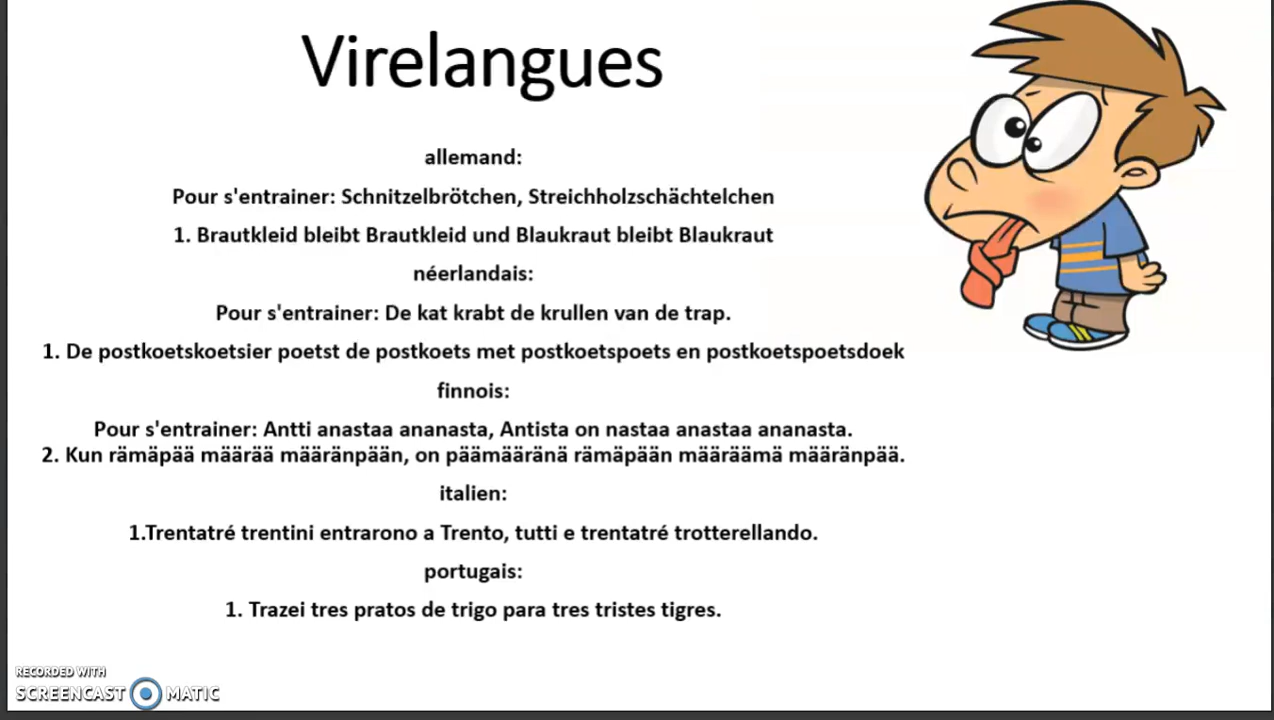 Virelangues
allemand:
Pour s'entrainer: Schnitzelbrötchen, Streichholzschächtelchen
1. Brautkleid bleibt Brautkleid und Blaukraut bleibt Blaukraut
néerlandais:
Pour s'entrainer: De kat krabt de krullen van de trap.
1. De postkoetskoetsier poetst de postkoets met postkoetspoets en postkoetspoetsdoek
finnois:
Pour s'entrainer: Antti anastaa ananasta, Antista on nastaa anastaa ananasta.
2. Kun rämäpää määrää määränpään, on päämääränä rämäpään määräämä määränpää.
italien:
1.Trentatré trentini entrarono a Trento, tutti e trentatré trotterellando.
portugais:
1. Trazei tres pratos de trigo para tres tristes tigres.
RECORDED WITH
SCREENCAST MATIC